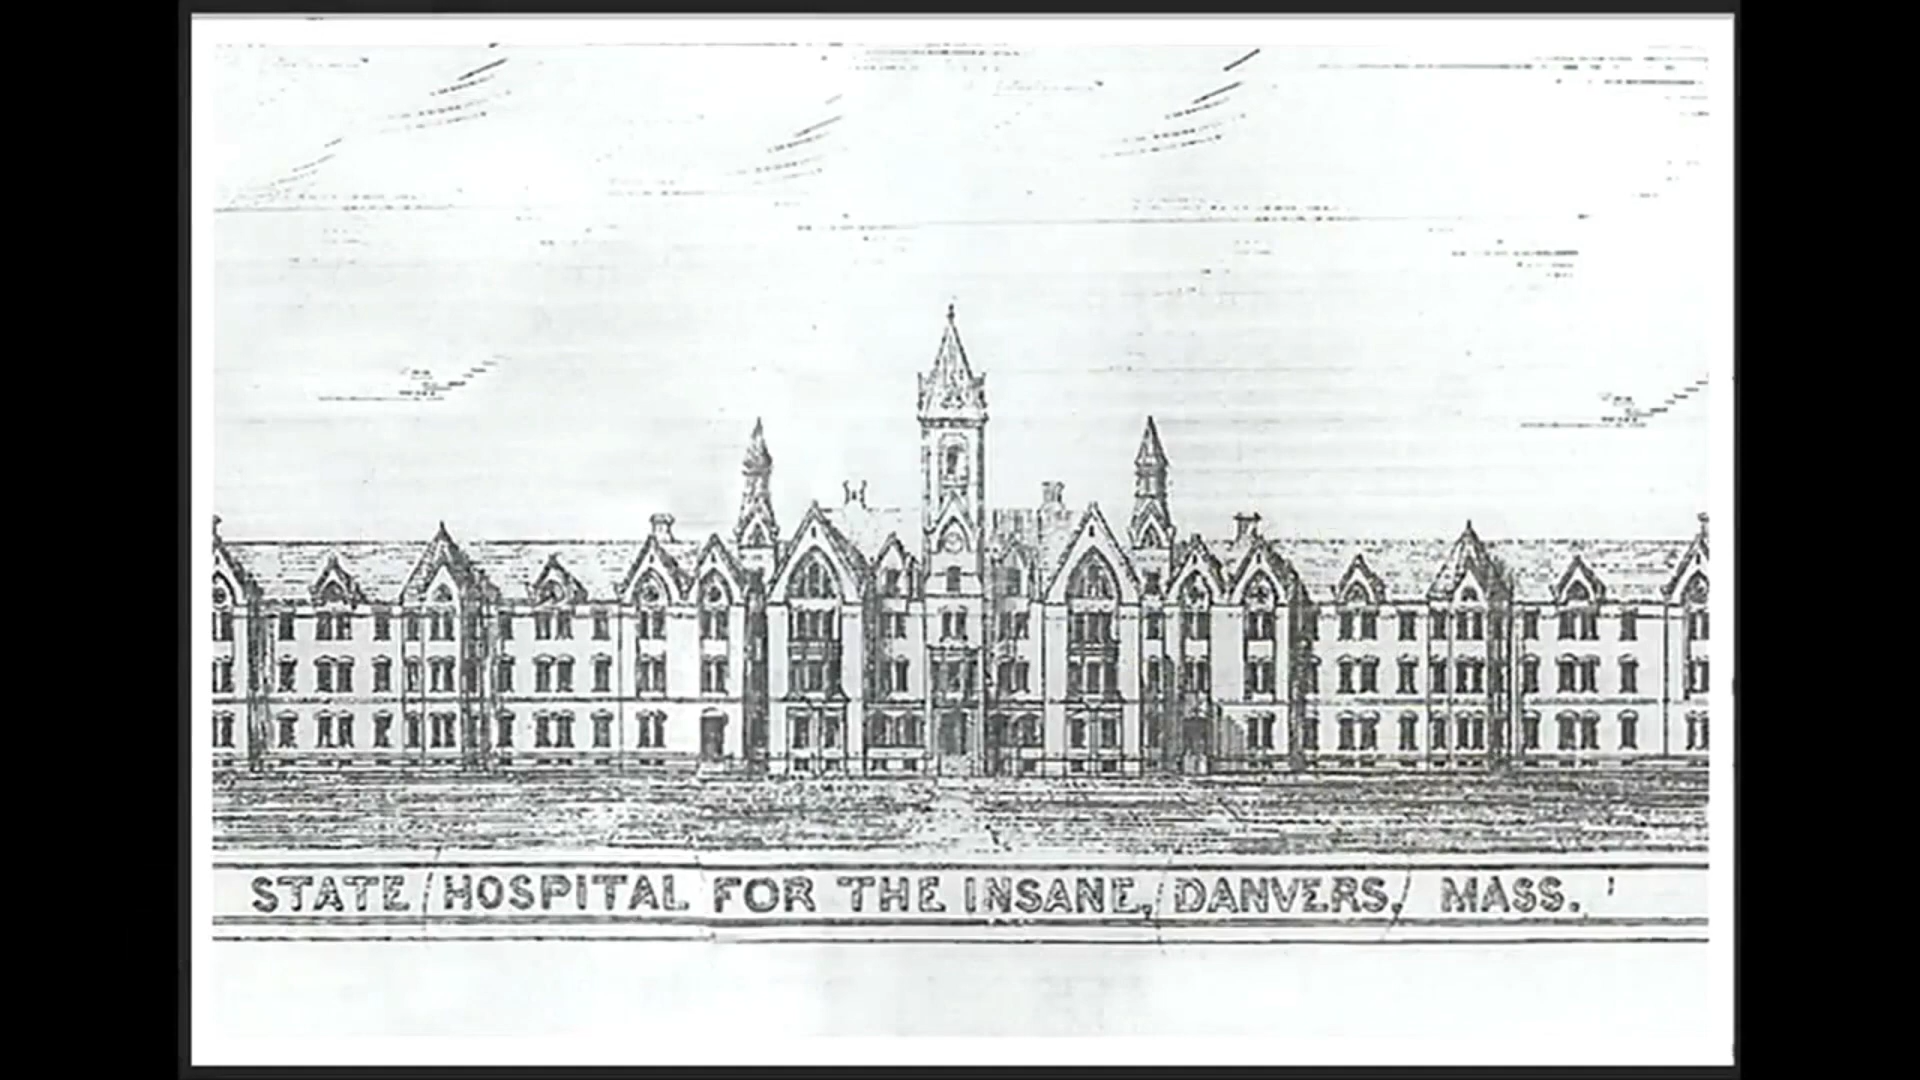 STATE HOSPITAL FOR THE INSANE, DANVERS, MASS.